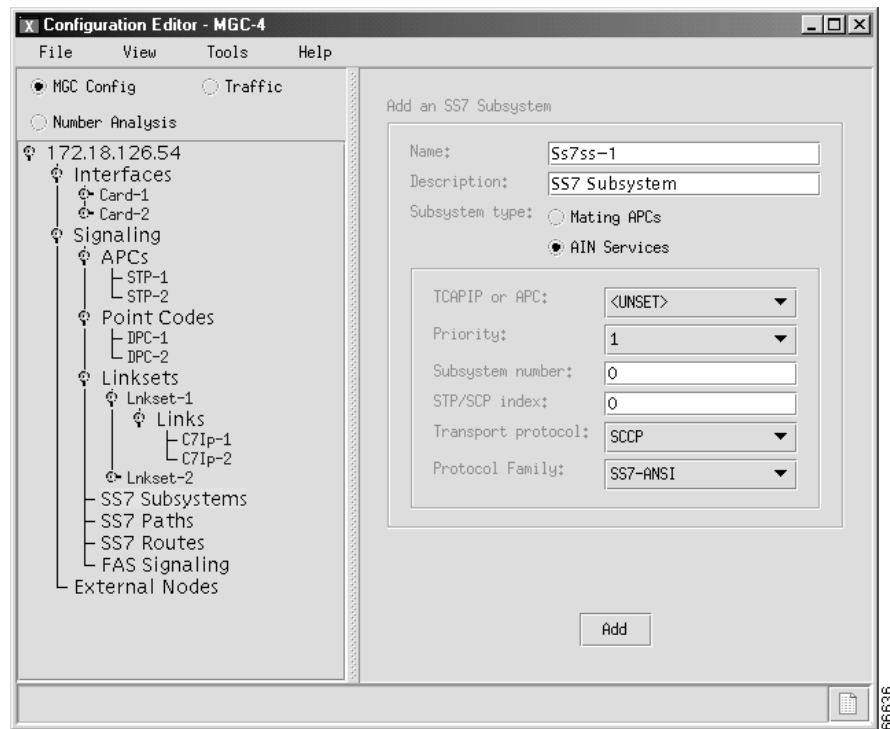 X Configuration Editor - MGC-4
File View Tools Help
MGC Config Traffic
Number Analysis
172.18.126.54
Interfaces
Card-1
Card-2
Signaling
APCs
STP-1
STP-2
Point Codes
DPC-1
DPC-2
Linksets
Lnkset-1
Links
C7Ip-1
C7Ip-2
Lnkset-2
SS7 Subsystems
SS7 Paths
SS7 Routes
FAS Signaling
External Nodes
Add an SS7 Subsystem
Name: Ss7ss-1
Description: SS7 Subsystem
Subsystem type: Mating APCs
AIN Services
TCAPIP or APC: <UNSET>
Priority: 1
Subsystem number: 0
STP/SCP index: 0
Transport protocol: SCCP
Protocol Family: SS7-ANSI
Add
66636